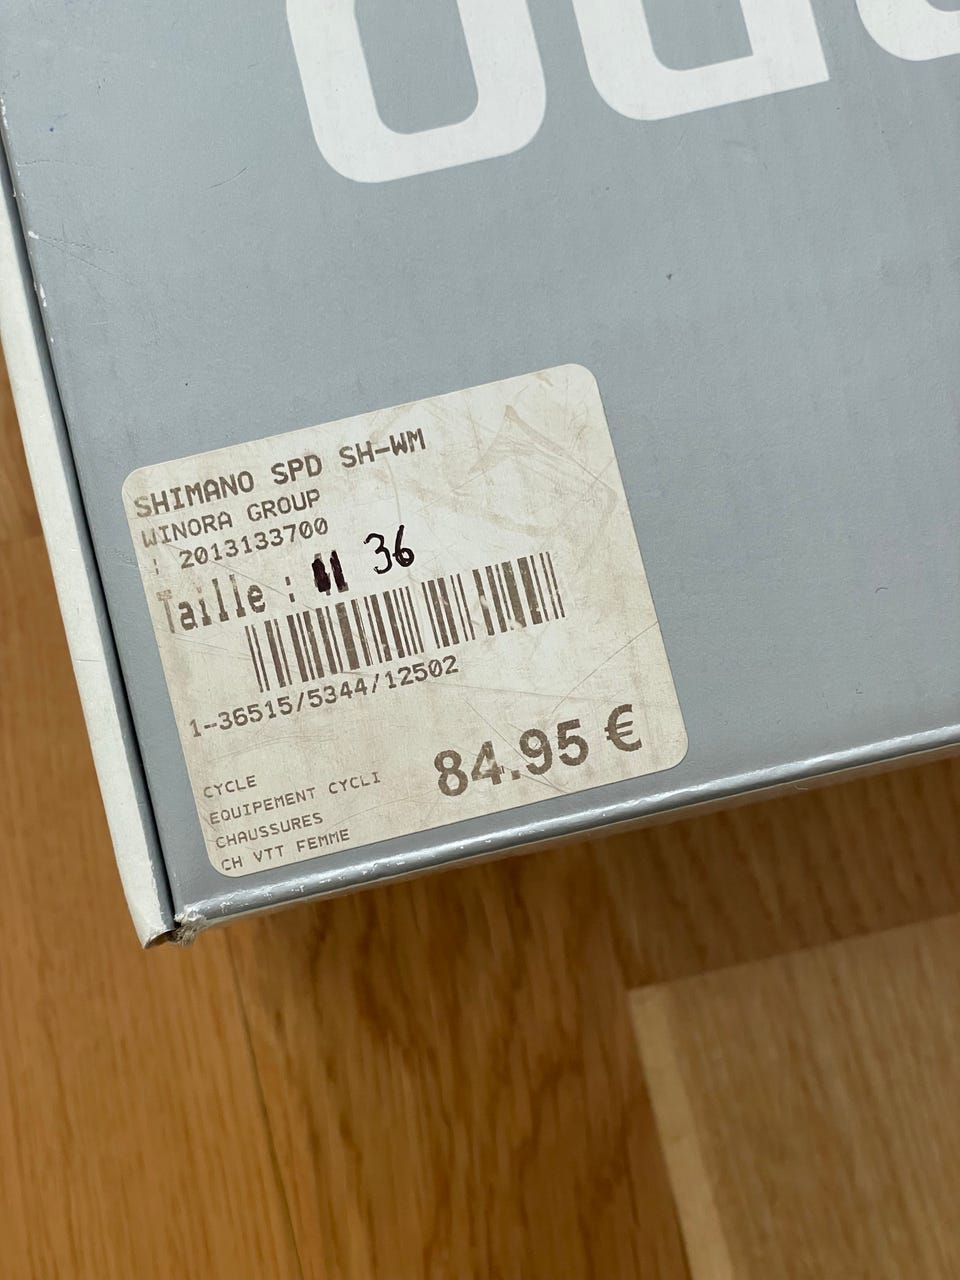 SHIMANO SPD SH-WM
WINORA GROUP
: 2013133700
Taille : 36
1-36515/5344/12502
84.95 €
CYCLE
EQUIPEMENT CYCLI
CHAUSSURES
CH VTT FEMME